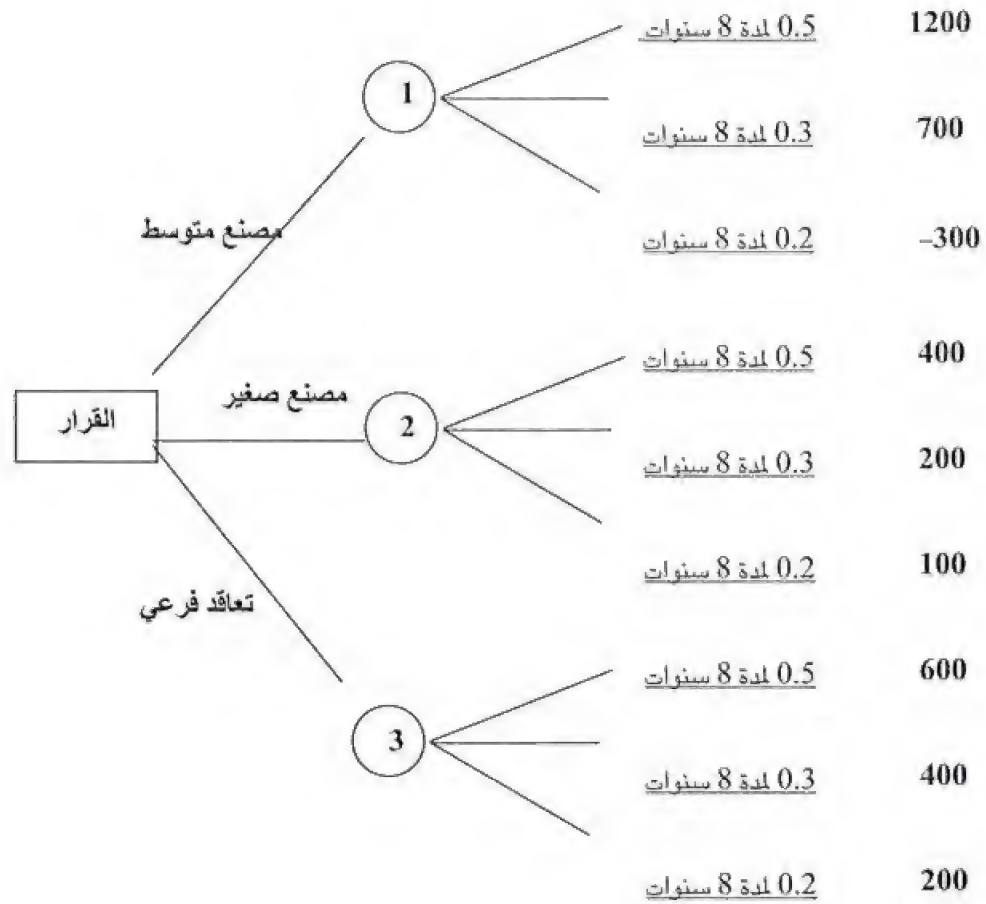 0.5 لمدة 8 سنوات 1200
1
0.3 لمدة 8 سنوات 700
مصنع متوسط
0.2 لمدة 8 سنوات –300
0.5 لمدة 8 سنوات 400
مصنع صغير
القرار
2
0.3 لمدة 8 سنوات 200
0.2 لمدة 8 سنوات 100
تعاقد فرعي
0.5 لمدة 8 سنوات 600
3
0.3 لمدة 8 سنوات 400
0.2 لمدة 8 سنوات 200